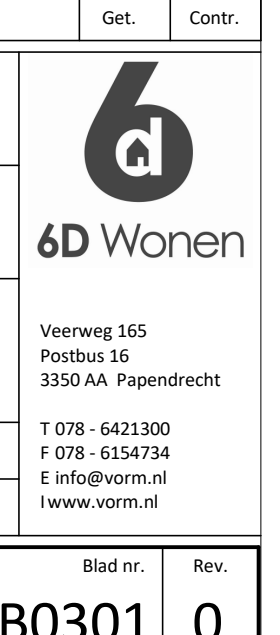 Get. Contr.
6d
6D Wonen
Veerweg 165
Postbus 16
3350 AA Papendrecht
T 078 - 6421300
F 078 - 6154734
E info@vorm.nl
I www.vorm.nl
Blad nr. Rev.
B0301 0